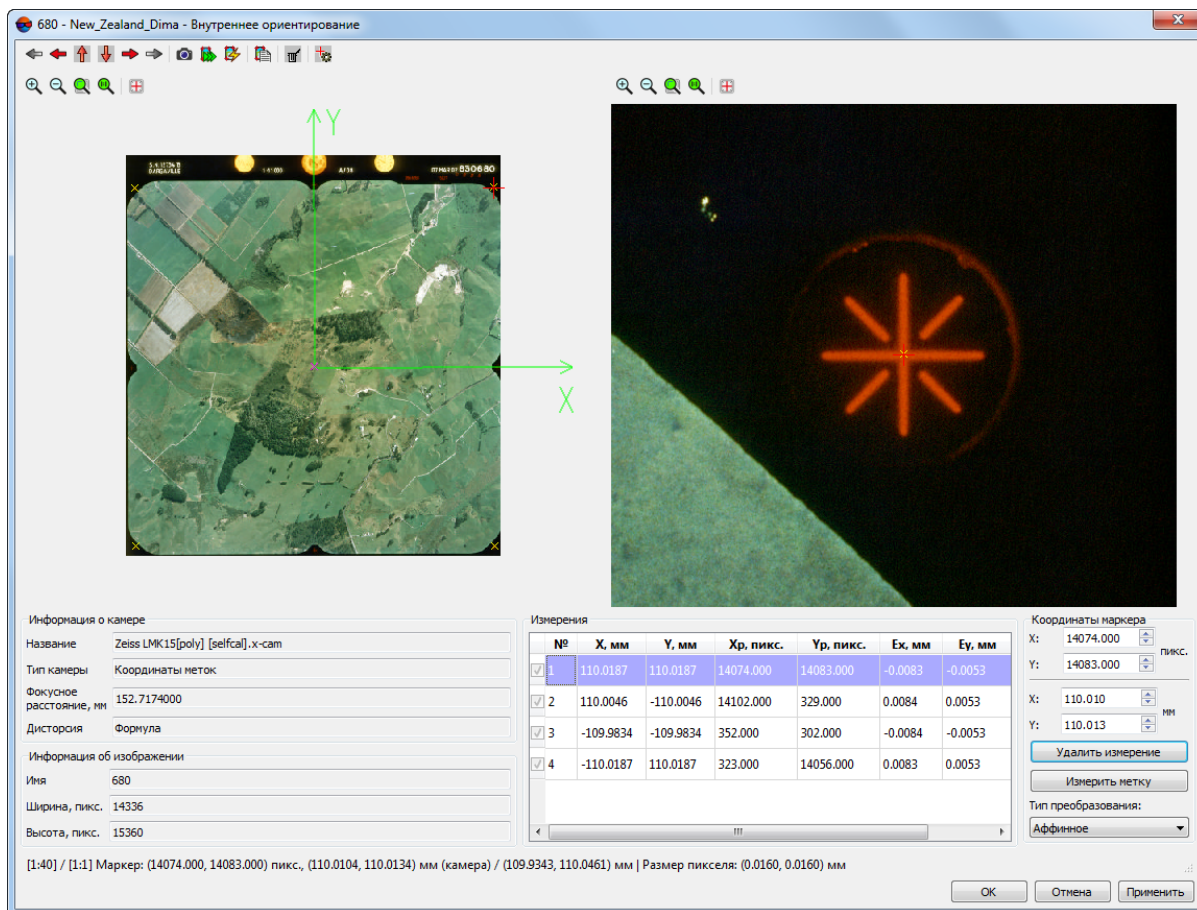 680 - New_Zealand_Dima - Внутреннее ориентирование
Y
X
A/34
830680
Информация о камере
Название Zeiss LMK15[poly] [selfcal].x-cam
Тип камеры Координаты меток
Фокусное расстояние, мм 152.7174000
Дисторсия Формула
Информация об изображении
Имя 680
Ширина, пикс. 14336
Высота, пикс. 15360
Измерения
№ X, мм Y, мм Xp, пикс. Yp, пикс. Ex, мм Ey, мм
1 110.0187 110.0187 14074.000 14083.000 -0.0083 -0.0053
2 110.0046 -110.0046 14102.000 329.000 0.0084 0.0053
3 -109.9834 -109.9834 352.000 302.000 -0.0084 -0.0053
4 -110.0187 110.0187 323.000 14056.000 0.0083 0.0053
Координаты маркера
X: 14074.000
Y: 14083.000
пикс.
X: 110.010
Y: 110.013
мм
Удалить измерение
Измерить метку
Тип преобразования:
Аффинное
[1:40] / [1:1] Маркер: (14074.000, 14083.000) пикс., (110.0104, 110.0134) мм (камера) / (109.9343, 110.0461) мм | Размер пикселя: (0.0160, 0.0160) мм
OK Отмена Применить